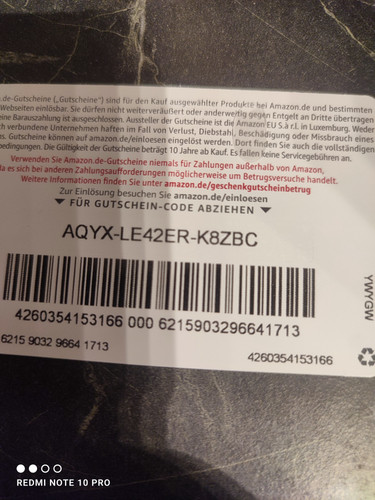 .de-Gutscheine („Gutscheine") sind für den Kauf ausgewählter Produkte bei Amazon.de und bestimmten
Webseiten einlösbar. Sie dürfen nicht weiterveräußert oder anderweitig gegen Entgelt an Dritte übertragen
eine Barauszahlung ist ausgeschlossen. Aussteller der Gutscheine ist die Amazon EU S.à r.l. in Luxemburg. Weder
ch verbundene Unternehmen haften im Fall von Verlust, Diebstahl, Beschädigung oder Missbrauch eines
ns. Gutscheine können auf amazon.de/einloesen eingelöst werden. Dort finden Sie auch die vollständigen
bedingungen. Die Gültigkeit der Gutscheine beträgt 10 Jahre ab Kauf. Es fallen keine Servicegebühren an.
Verwenden Sie Amazon.de-Gutscheine niemals für Zahlungen außerhalb von Amazon,
da es sich bei anderen Zahlungsaufforderungen möglicherweise um Betrugsversuche handelt.
Weitere Informationen finden Sie unter amazon.de/geschenkgutscheinbetrug
Zur Einlösung besuchen Sie amazon.de/einloesen
FÜR GUTSCHEIN-CODE ABZIEHEN
AQYX-LE42ER-K8ZBC
YWYGW
4260354153166 000 6215903296641713
6215 9032 9664 1713
4260354153166
REDMI NOTE 10 PRO